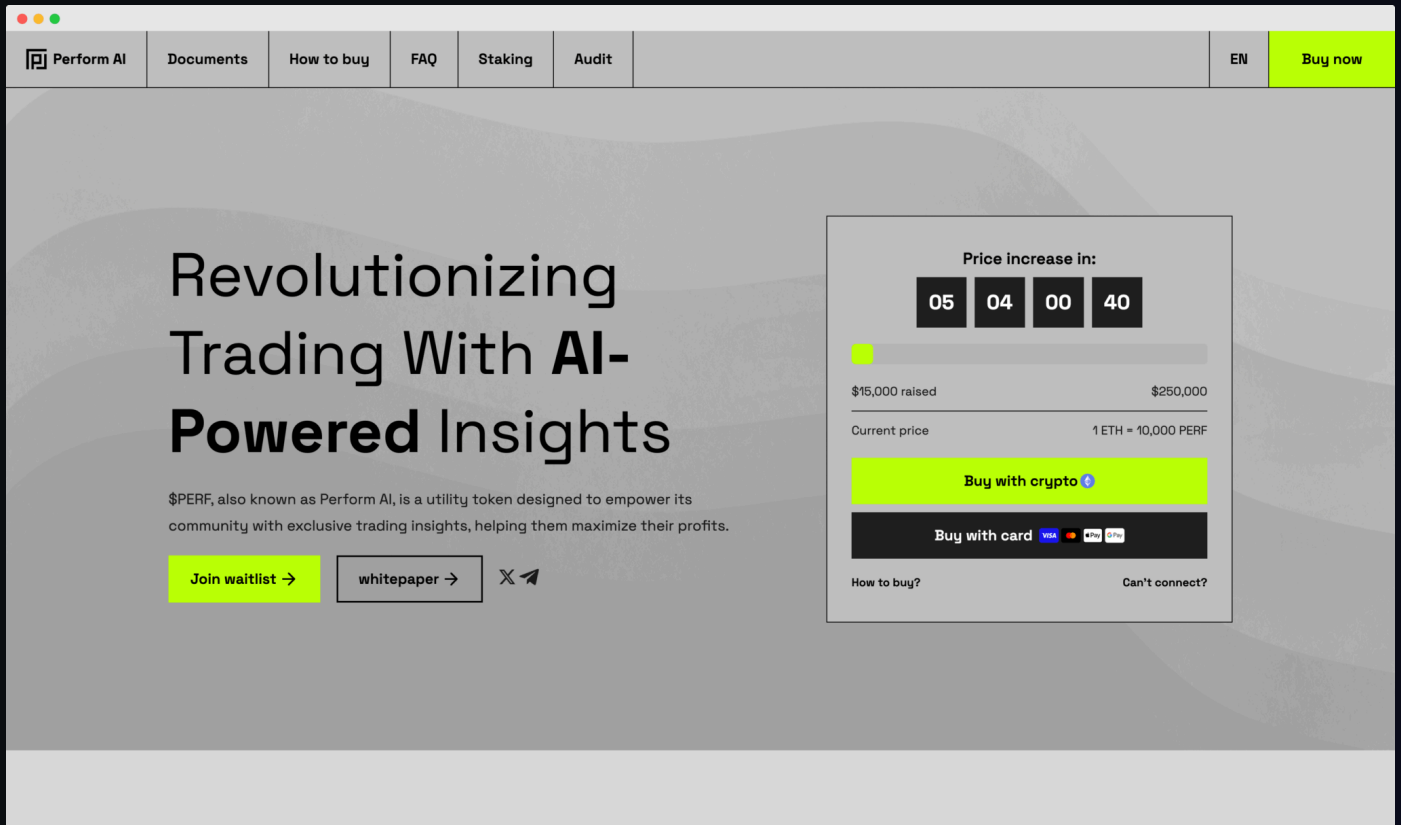 Perform AI
Documents
How to buy
FAQ
Staking
Audit
EN
Buy now
Revolutionizing
Trading With AI-
Powered Insights
$PERF, also known as Perform AI, is a utility token designed to empower its
community with exclusive trading insights, helping them maximize their profits.
Join waitlist →
whitepaper →
Price increase in:
05 04 00 40
$15,000 raised $250,000
Current price 1 ETH = 10,000 PERF
Buy with crypto
Buy with card VISA Pay G Pay
How to buy? Can't connect?